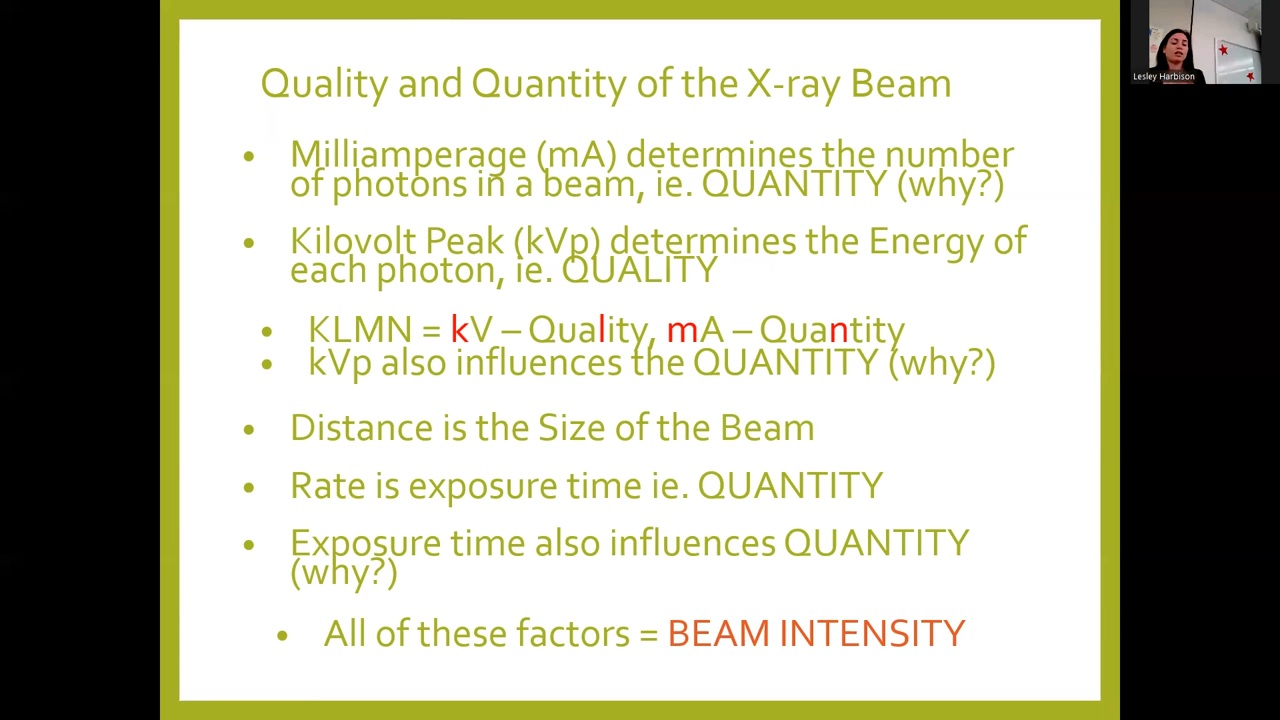 Quality and Quantity of the X-ray Beam
Lesley Harbison
• Milliamperage (mA) determines the number
of photons in a beam, ie. QUANTITY (why?)
• Kilovolt Peak (kVp) determines the Energy of
each photon, ie. QUALITY
• KLMN = kV – Quality, mA – Quantity
• kVp also influences the QUANTITY (why?)
• Distance is the Size of the Beam
• Rate is exposure time ie. QUANTITY
• Exposure time also influences QUANTITY
(why?)
• All of these factors = BEAM INTENSITY